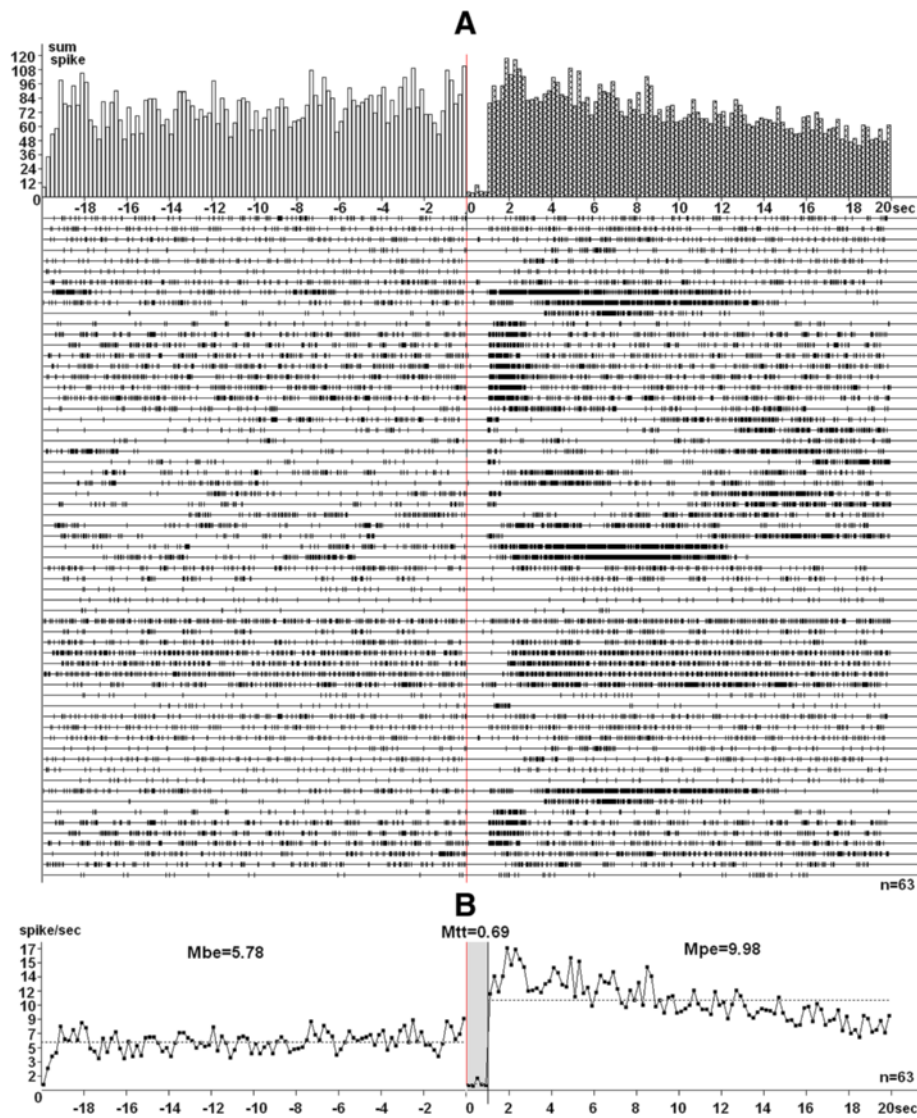 A
sum
spike
120
108
96
84
72
60
48
36
24
12
0
-18 -16 -14 -12 -10 -8 -6 -4 -2 0 2 4 6 8 10 12 14 16 18 20 sec
n=63
B
spike/sec
Mbe=5.78 Mtt=0.69 Mpe=9.98
17
14
12
10
9
7
5
3
2
0
n=63
-18 -16 -14 -12 -10 -8 -6 -4 -2 0 2 4 6 8 10 12 14 16 18 20sec